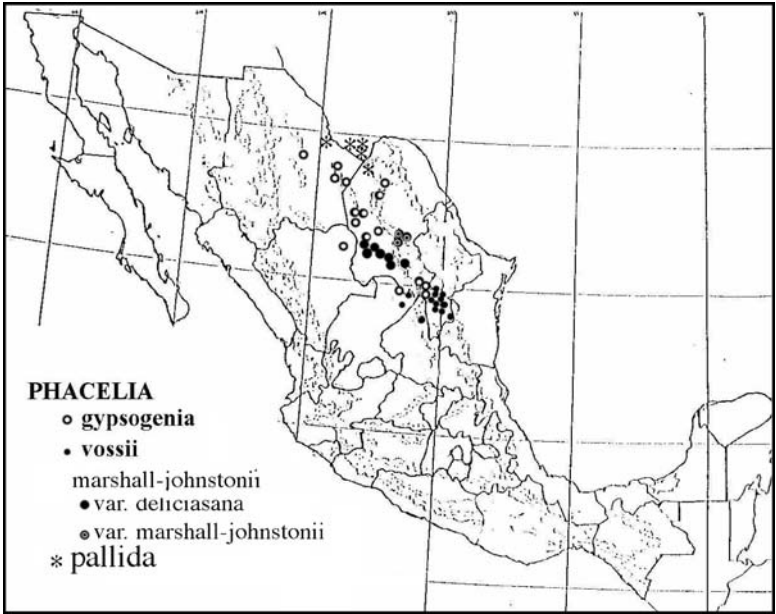 PHACELIA
gypsogenia
vossii
marshall-johnstonii
var. deliciasana
var. marshall-johnstonii
* pallida